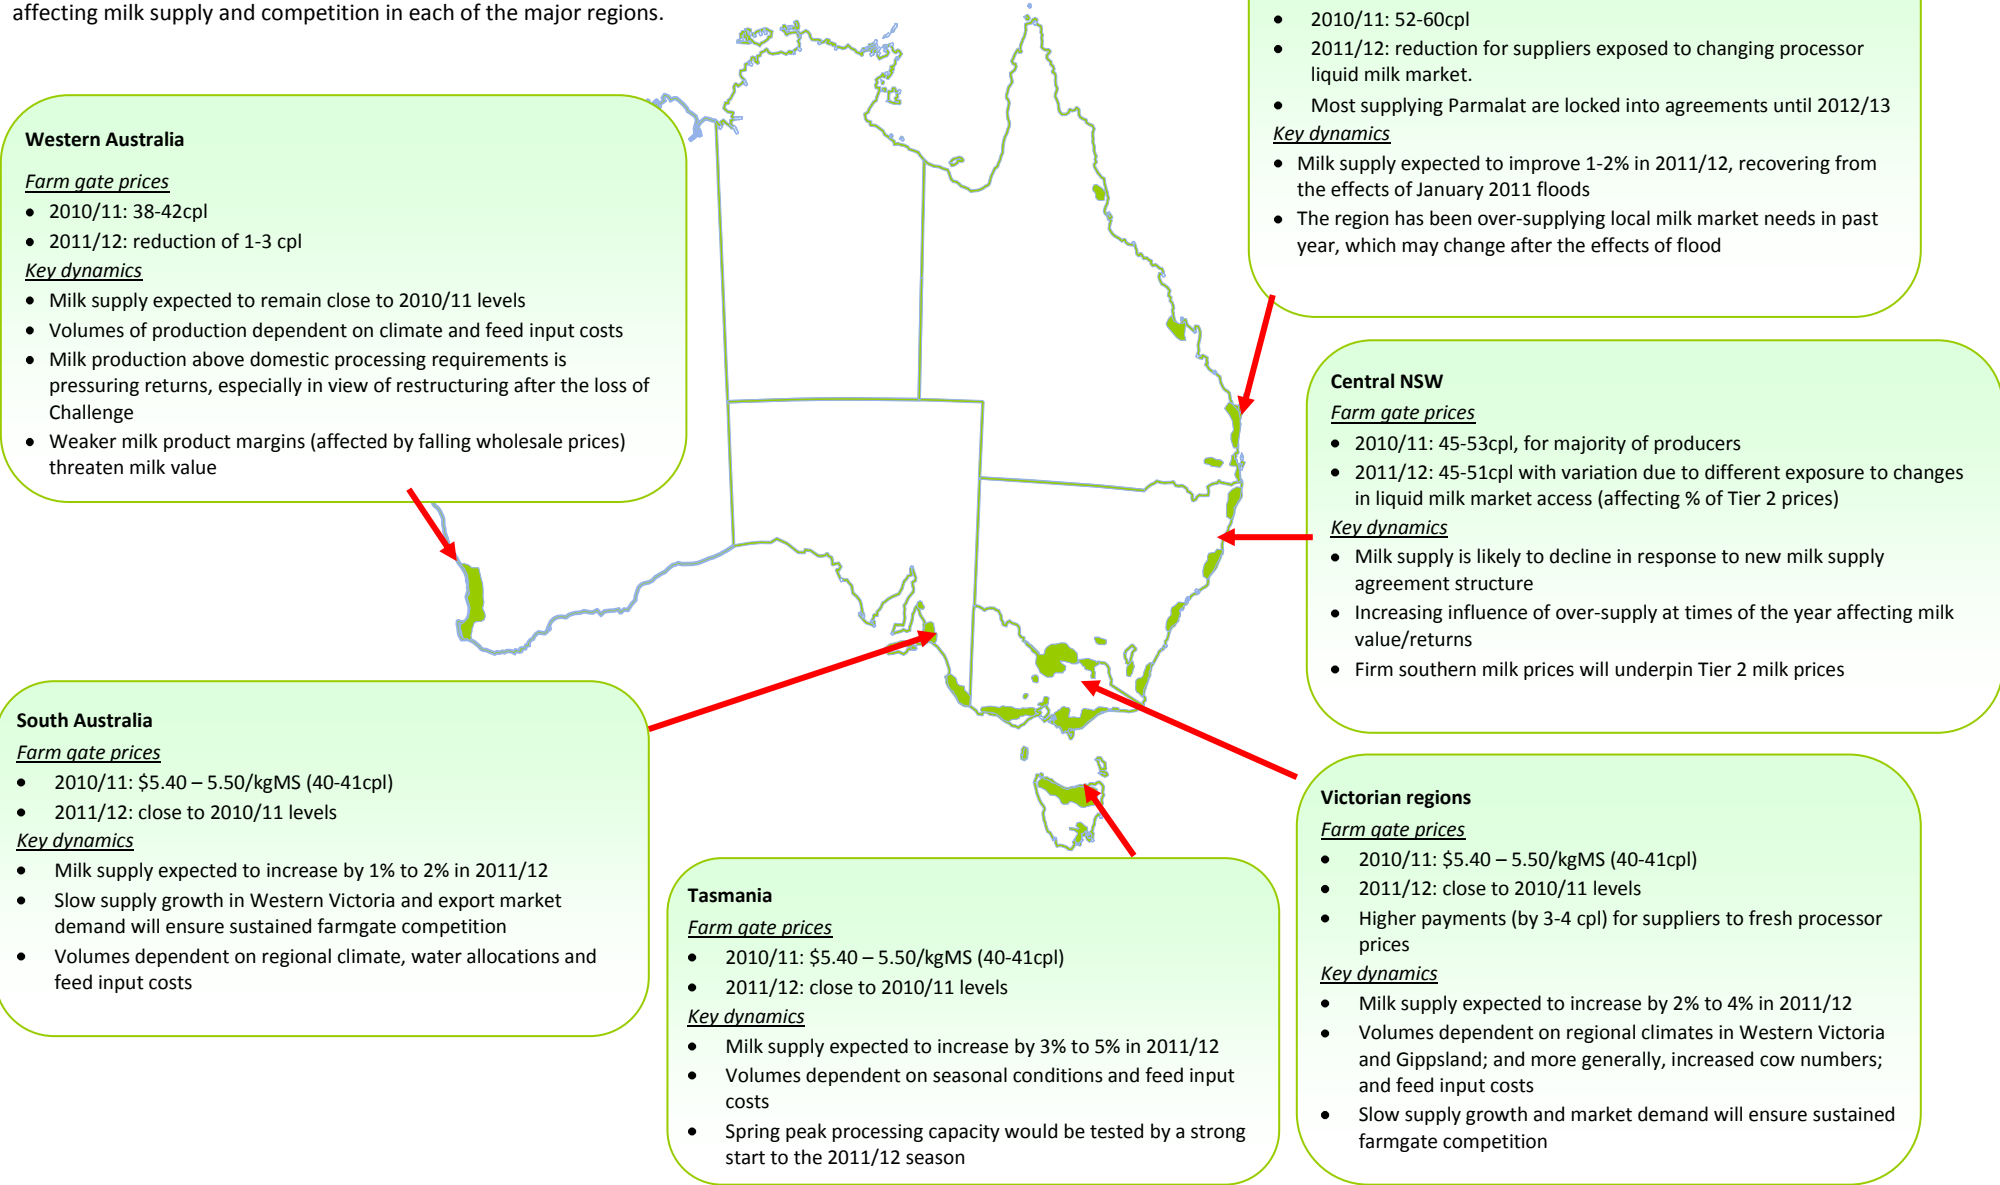 affecting milk supply and competition in each of the major regions.
• 2010/11: 52-60cpl
• 2011/12: reduction for suppliers exposed to changing processor
liquid milk market.
• Most supplying Parmalat are locked into agreements until 2012/13
Key dynamics
• Milk supply expected to improve 1-2% in 2011/12, recovering from
the effects of January 2011 floods
• The region has been over-supplying local milk market needs in past
year, which may change after the effects of flood
Western Australia
Farm gate prices
• 2010/11: 38-42cpl
• 2011/12: reduction of 1-3 cpl
Key dynamics
• Milk supply expected to remain close to 2010/11 levels
• Volumes of production dependent on climate and feed input costs
• Milk production above domestic processing requirements is
pressuring returns, especially in view of restructuring after the loss of
Challenge
• Weaker milk product margins (affected by falling wholesale prices)
threaten milk value
Central NSW
Farm gate prices
• 2010/11: 45-53cpl, for majority of producers
• 2011/12: 45-51cpl with variation due to different exposure to changes
in liquid milk market access (affecting % of Tier 2 prices)
Key dynamics
• Milk supply is likely to decline in response to new milk supply
agreement structure
• Increasing influence of over-supply at times of the year affecting milk
value/returns
• Firm southern milk prices will underpin Tier 2 milk prices
South Australia
Farm gate prices
• 2010/11: $5.40 – 5.50/kgMS (40-41cpl)
• 2011/12: close to 2010/11 levels
Key dynamics
• Milk supply expected to increase by 1% to 2% in 2011/12
• Slow supply growth in Western Victoria and export market
demand will ensure sustained farmgate competition
• Volumes dependent on regional climate, water allocations and
feed input costs
Tasmania
Farm gate prices
• 2010/11: $5.40 – 5.50/kgMS (40-41cpl)
• 2011/12: close to 2010/11 levels
Key dynamics
• Milk supply expected to increase by 3% to 5% in 2011/12
• Volumes dependent on seasonal conditions and feed input
costs
• Spring peak processing capacity would be tested by a strong
start to the 2011/12 season
Victorian regions
Farm gate prices
• 2010/11: $5.40 – 5.50/kgMS (40-41cpl)
• 2011/12: close to 2010/11 levels
• Higher payments (by 3-4 cpl) for suppliers to fresh processor
prices
Key dynamics
• Milk supply expected to increase by 2% to 4% in 2011/12
• Volumes dependent on regional climates in Western Victoria
and Gippsland; and more generally, increased cow numbers;
and feed input costs
• Slow supply growth and market demand will ensure sustained
farmgate competition